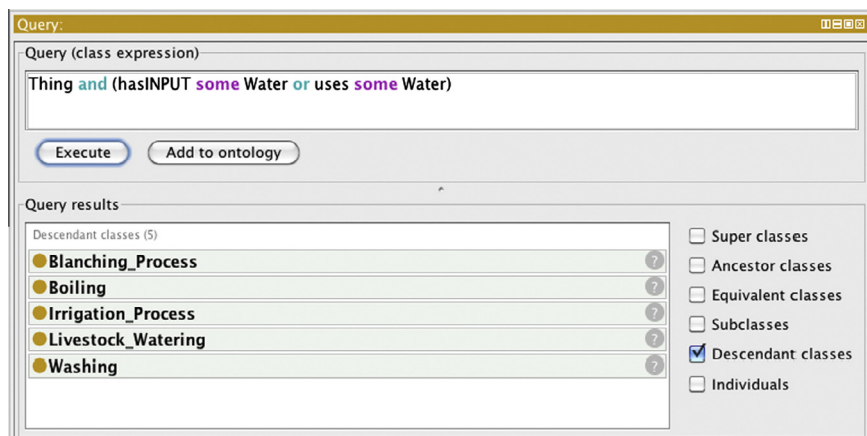 Query:
Query (class expression)
Thing and (hasINPUT some Water or uses some Water)
Execute
Add to ontology
Query results
Descendant classes (5)
Blanching_Process ?
Boiling ?
Irrigation_Process ?
Livestock_Watering ?
Washing ?
Super classes
Ancestor classes
Equivalent classes
Subclasses
Descendant classes
Individuals